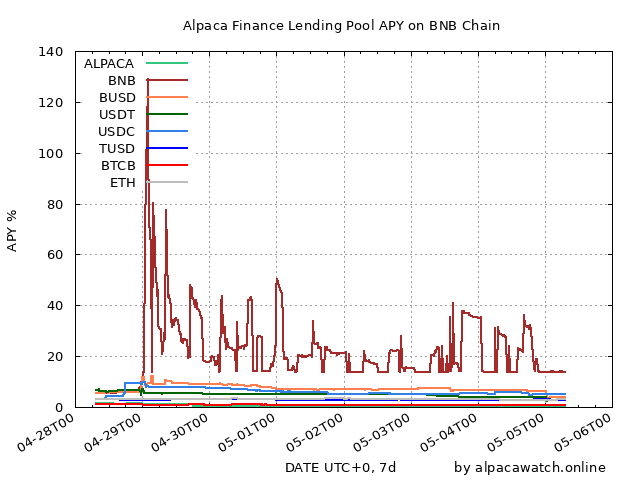 Alpaca Finance Lending Pool APY on BNB Chain
140
120
100
80
60
40
20
0
APY %
ALPACA
BNB
BUSD
USDT
USDC
TUSD
BTCB
ETH
04-28T00
04-29T00
04-30T00
05-01T00
05-02T00
05-03T00
05-04T00
05-05T00
05-06T00
DATE UTC+0, 7d
by alpacawatch.online